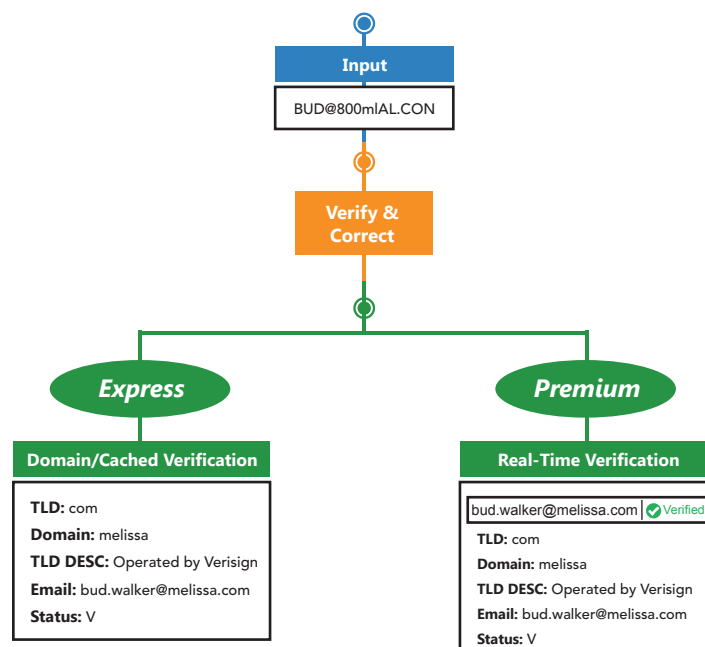 Input
BUD@800mlAL.CON
Verify &
Correct
Express
Domain/Cached Verification
TLD: com
Domain: melissa
TLD DESC: Operated by Verisign
Email: bud.walker@melissa.com
Status: V
Premium
Real-Time Verification
bud.walker@melissa.com Verified
TLD: com
Domain: melissa
TLD DESC: Operated by Verisign
Email: bud.walker@melissa.com
Status: V